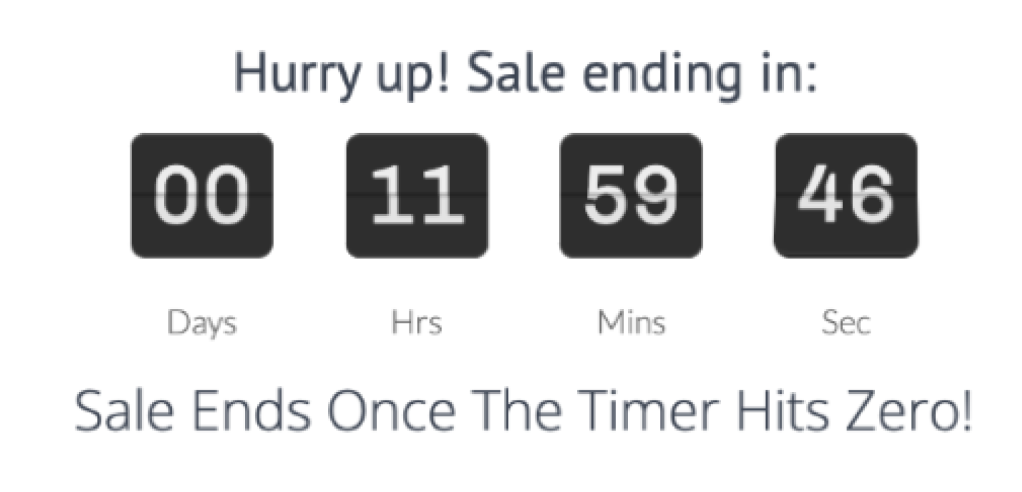 Hurry up! Sale ending in:
00 11 59 46
Days Hrs Mins Sec
Sale Ends Once The Timer Hits Zero!